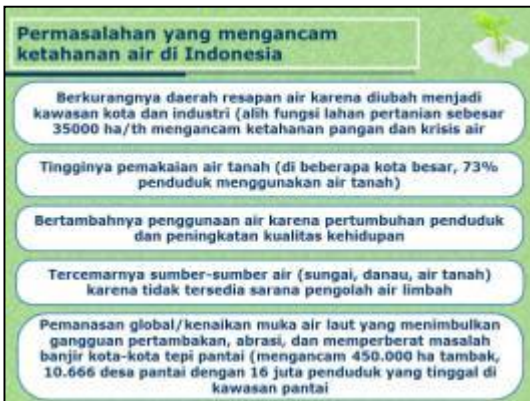 Permasalahan yang mengancam
ketahanan air di Indonesia
Berkurangnya daerah resapan air karena diubah menjadi
kawasan kota dan industri (alih fungsi lahan pertanian sebesar
35000 ha/th mengancam ketahanan pangan dan krisis air
Tingginya pemakaian air tanah (di beberapa kota besar, 73%
penduduk menggunakan air tanah)
Bertambahnya penggunaan air karena pertumbuhan penduduk
dan peningkatan kualitas kehidupan
Tercemarnya sumber-sumber air (sungai, danau, air tanah)
karena tidak tersedia sarana pengolah air limbah
Pemanasan global/kenaikan muka air laut yang menimbulkan
gangguan pertambakan, abrasi, dan memperberat masalah
banjir kota-kota tepi pantai (mengancam 450.000 ha tambak,
10.666 desa pantai dengan 16 juta penduduk yang tinggal di
kawasan pantai